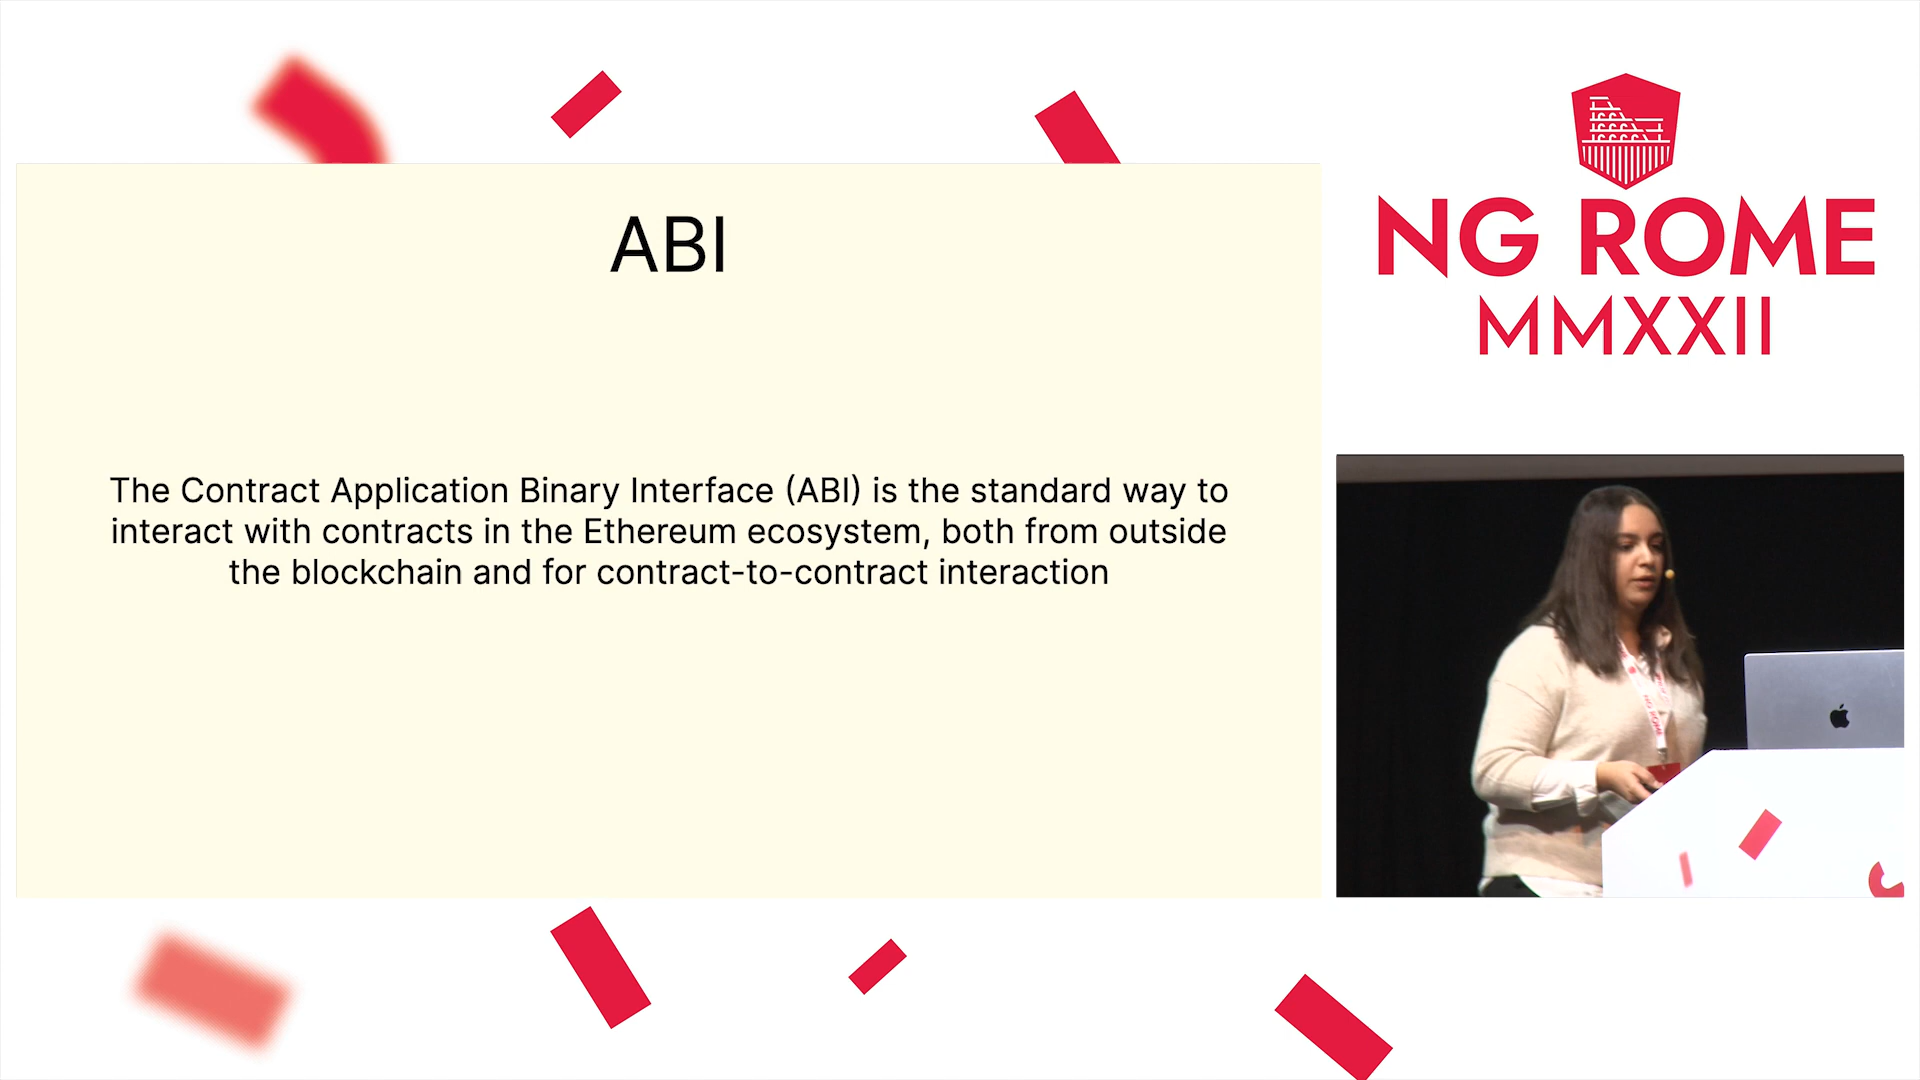 ABI
The Contract Application Binary Interface (ABI) is the standard way to
interact with contracts in the Ethereum ecosystem, both from outside
the blockchain and for contract-to-contract interaction
NG ROME
MMXXII